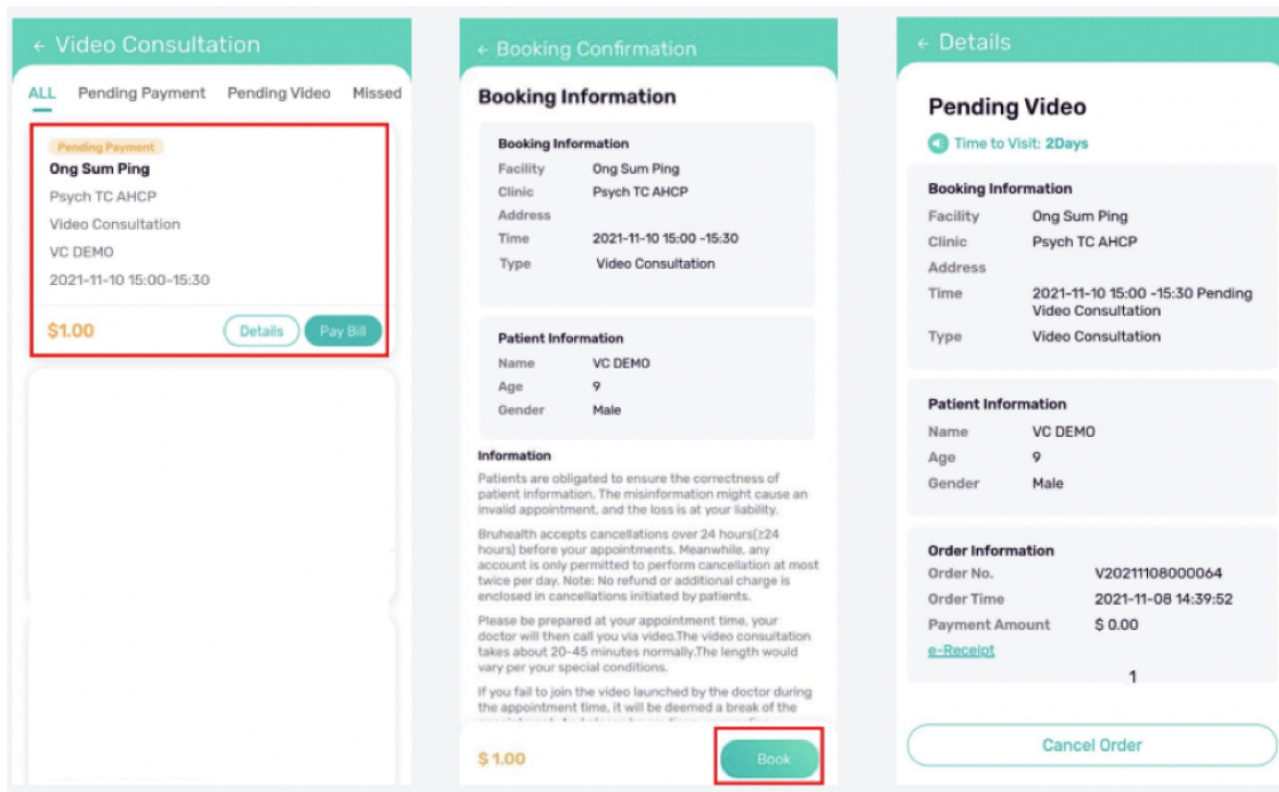 ← Video Consultation
ALL Pending Payment Pending Video Missed
Pending Payment
Ong Sum Ping
Psych TC AHCP
Video Consultation
VC DEMO
2021-11-10 15:00-15:30
$1.00 Details Pay Bill
← Booking Confirmation
Booking Information
Booking Information
Facility Ong Sum Ping
Clinic Psych TC AHCP
Address
Time 2021-11-10 15:00 -15:30
Type Video Consultation
Patient Information
Name VC DEMO
Age 9
Gender Male
Information
Patients are obligated to ensure the correctness of
patient information. The misinformation might cause an
invalid appointment, and the loss is at your liability.
Bruhealth accepts cancellations over 24 hours(≥24
hours) before your appointments. Meanwhile, any
account is only permitted to perform cancellation at most
twice per day. Note: No refund or additional charge is
enclosed in cancellations initiated by patients.
Please be prepared at your appointment time, your
doctor will then call you via video.The video consultation
takes about 20-45 minutes normally.The length would
vary per your special conditions.
If you fail to join the video launched by the doctor during
the appointment time, it will be deemed a break of the
$ 1.00 Book
← Details
Pending Video
Time to Visit: 2Days
Booking Information
Facility Ong Sum Ping
Clinic Psych TC AHCP
Address
Time 2021-11-10 15:00 -15:30 Pending
Video Consultation
Type Video Consultation
Patient Information
Name VC DEMO
Age 9
Gender Male
Order Information
Order No. V20211108000064
Order Time 2021-11-08 14:39:52
Payment Amount $ 0.00
e-Receipt
1
Cancel Order